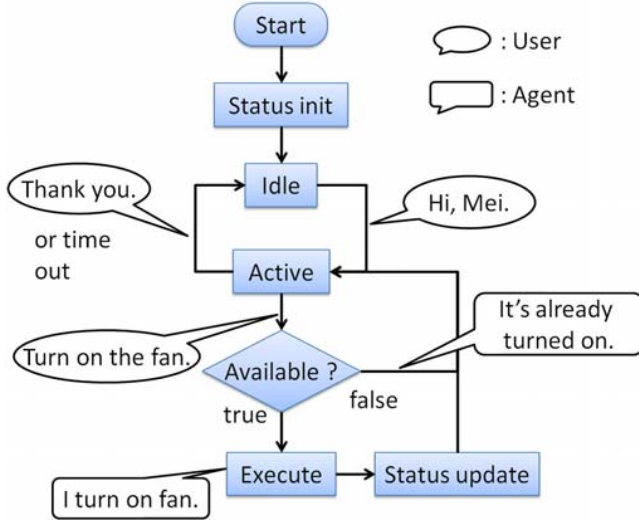 Start
: User
Status init
: Agent
Idle
Thank you.
or time
out
Hi, Mei.
Active
It's already
turned on.
Turn on the fan.
Available ?
true
false
Execute
Status update
I turn on fan.